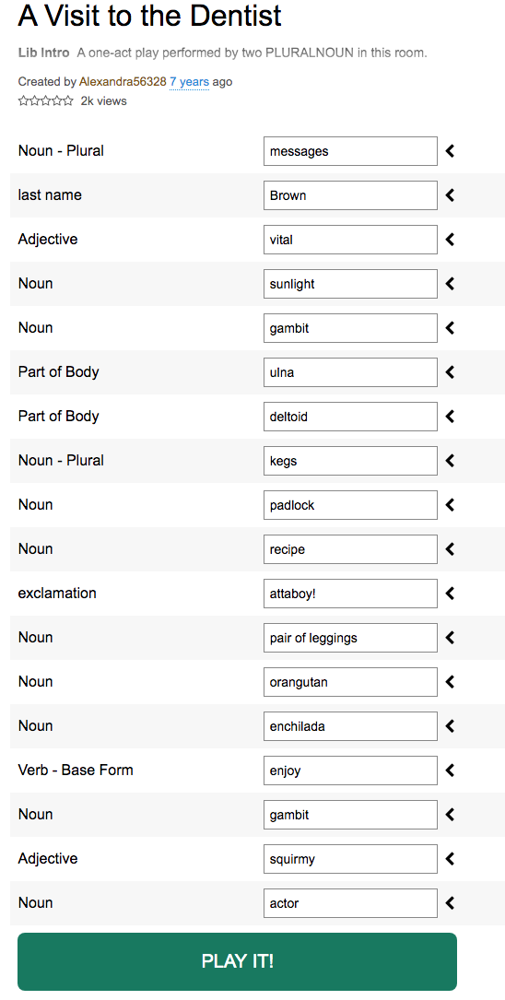 A Visit to the Dentist
Lib Intro A one-act play performed by two PLURALNOUN in this room.
Created by Alexandra56328 7 years ago
2k views
Noun - Plural messages
last name Brown
Adjective vital
Noun sunlight
Noun gambit
Part of Body ulna
Part of Body deltoid
Noun - Plural kegs
Noun padlock
Noun recipe
exclamation attaboy!
Noun pair of leggings
Noun orangutan
Noun enchilada
Verb - Base Form enjoy
Noun gambit
Adjective squirmy
Noun actor
PLAY IT!